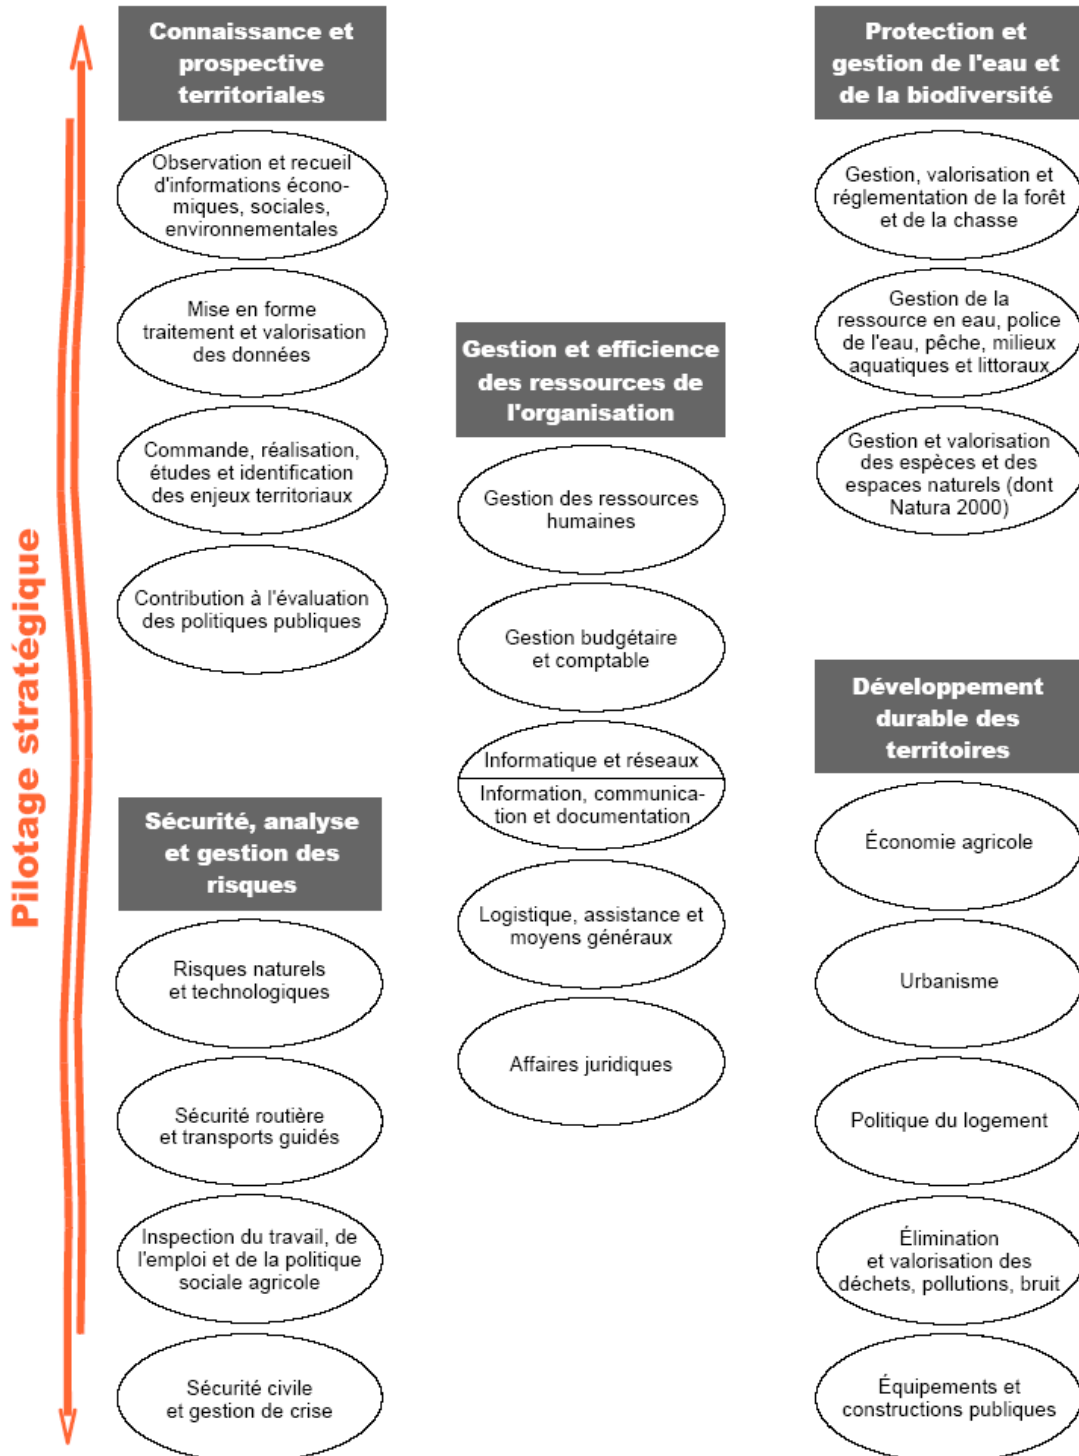 Pilotage stratégique
Connaissance et
prospective
territoriales
Observation et recueil
d'informations écono-
miques, sociales,
environnementales
Mise en forme
traitement et valorisation
des données
Commande, réalisation,
études et identification
des enjeux territoriaux
Contribution à l'évaluation
des politiques publiques
Sécurité, analyse
et gestion des
risques
Risques naturels
et technologiques
Sécurité routière
et transports guidés
Inspection du travail, de
l'emploi et de la politique
sociale agricole
Sécurité civile
et gestion de crise
Gestion et efficience
des ressources de
l'organisation
Gestion des ressources
humaines
Gestion budgétaire
et comptable
Informatique et réseaux
Information, communica-
tion et documentation
Logistique, assistance et
moyens généraux
Affaires juridiques
Protection et
gestion de l'eau et
de la biodiversité
Gestion, valorisation et
réglementation de la forêt
et de la chasse
Gestion de la
ressource en eau, police
de l'eau, pêche, milieux
aquatiques et littoraux
Gestion et valorisation
des espèces et des
espaces naturels (dont
Natura 2000)
Développement
durable des
territoires
Économie agricole
Urbanisme
Politique du logement
Élimination
et valorisation des
déchets, pollutions, bruit
Équipements et
constructions publiques